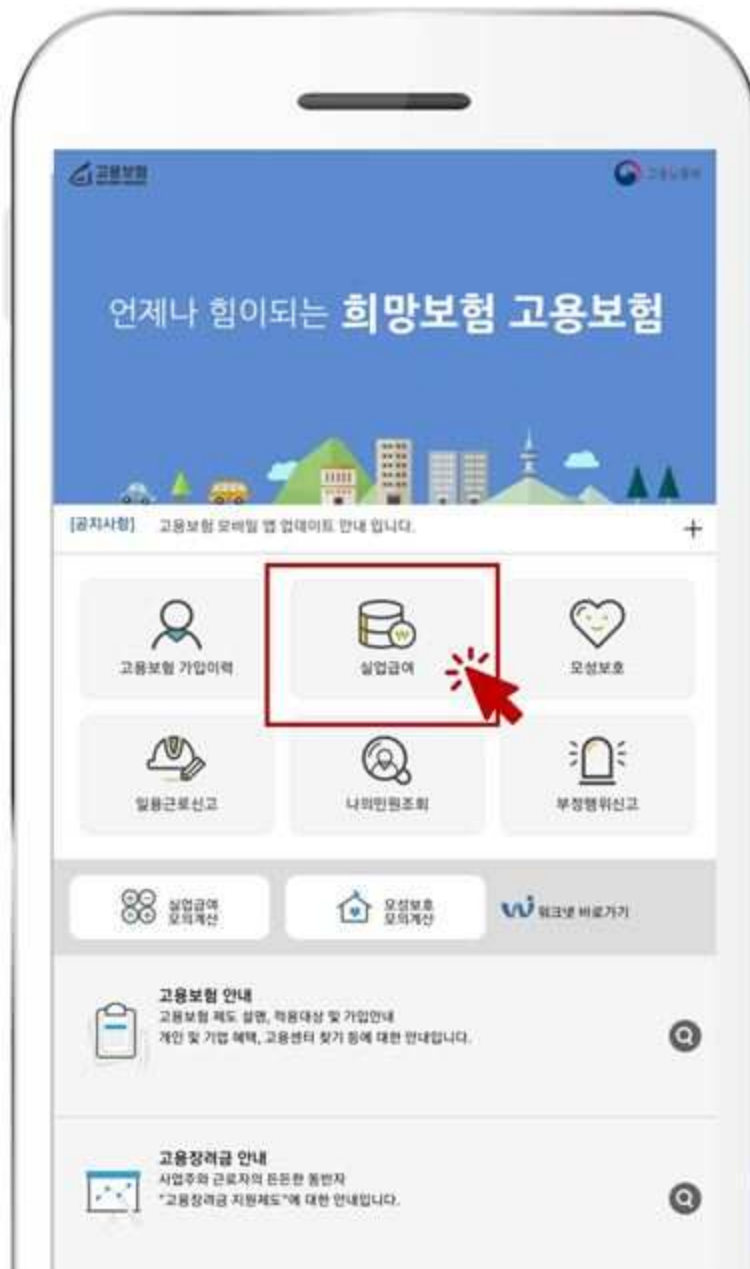 고용보험
고용노동부
언제나 힘이되는 희망보험 고용보험
[공지사항] 고용보험 모바일 앱 업데이트 안내 입니다. +
고용보험 가입이력
실업급여
모성보호
일용근로신고
나의민원조회
부정행위신고
실업급여
모의계산
모성보호
모의계산
워크넷 바로가기
고용보험 안내
고용보험 제도 설명, 적용대상 및 가입안내
개인 및 기업 혜택, 고용센터 찾기 등에 대한 안내입니다.
고용장려금 안내
사업주와 근로자의 든든한 동반자
"고용장려금 지원제도"에 대한 안내입니다.